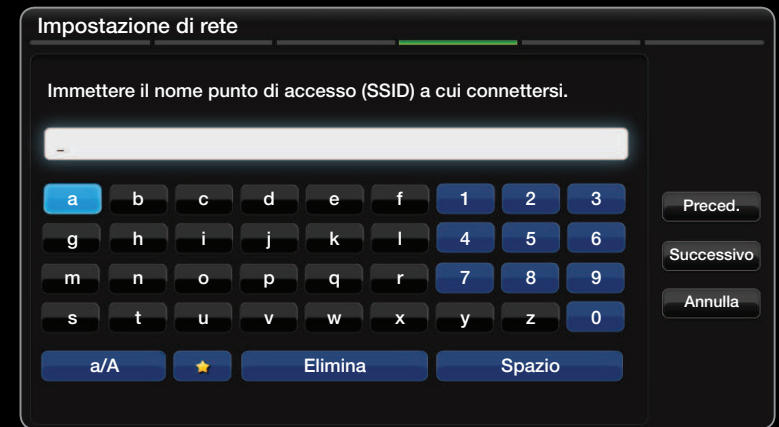 Impostazione di rete
Immettere il nome punto di accesso (SSID) a cui connettersi.
_
a b c d e f 1 2 3
g h i j k l 4 5 6
m n o p q r 7 8 9
s t u v w x y z 0
a/A Elimina Spazio
Preced.
Successivo
Annulla